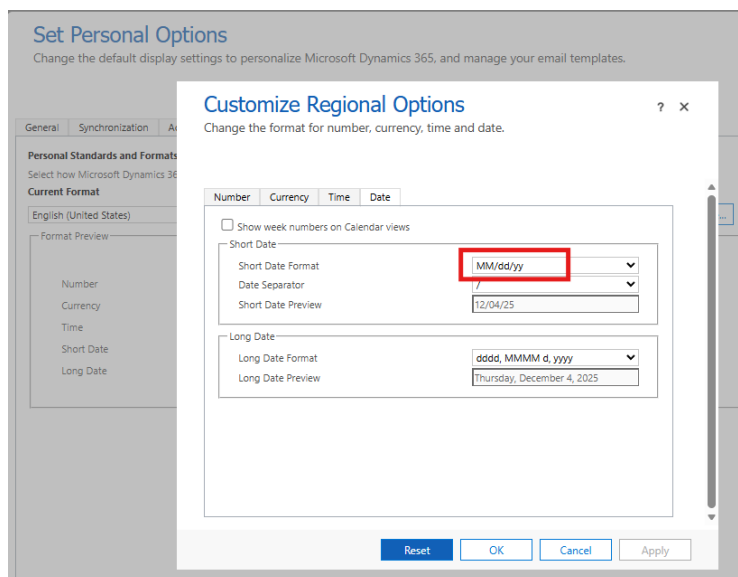 Set Personal Options
Change the default display settings to personalize Microsoft Dynamics 365, and manage your email templates.
Customize Regional Options
? ×
Change the format for number, currency, time and date.
General Synchronization
Personal Standards and Formats
Select how Microsoft Dynamics 36
Current Format
English (United States)
Format Preview
Number
Currency
Time
Short Date
Long Date
Number Currency Time Date
Show week numbers on Calendar views
Short Date
Short Date Format MM/dd/yy
Date Separator /
Short Date Preview 12/04/25
Long Date
Long Date Format dddd, MMMM d, yyyy
Long Date Preview Thursday, December 4, 2025
Reset OK Cancel Apply